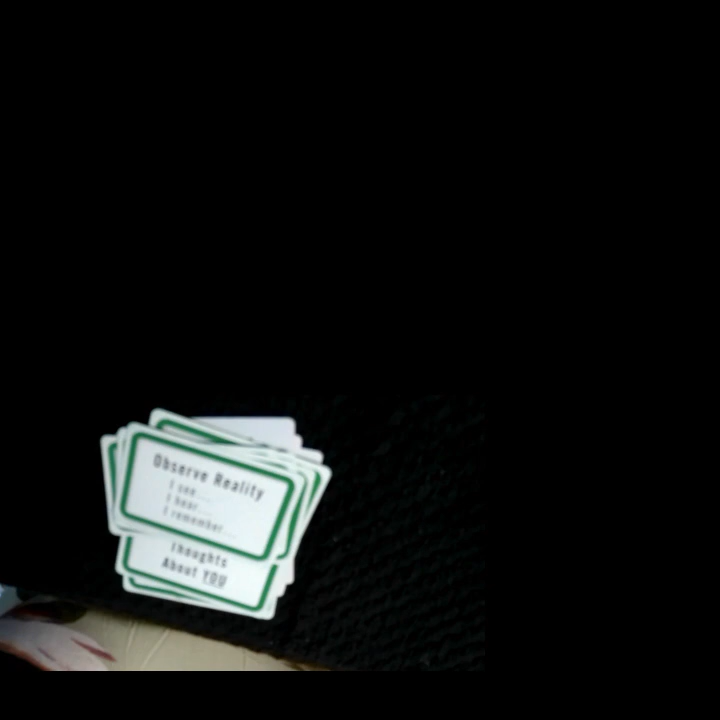 Observe Reality
I see...
I hear...
I remember...
Thoughts
About YOU